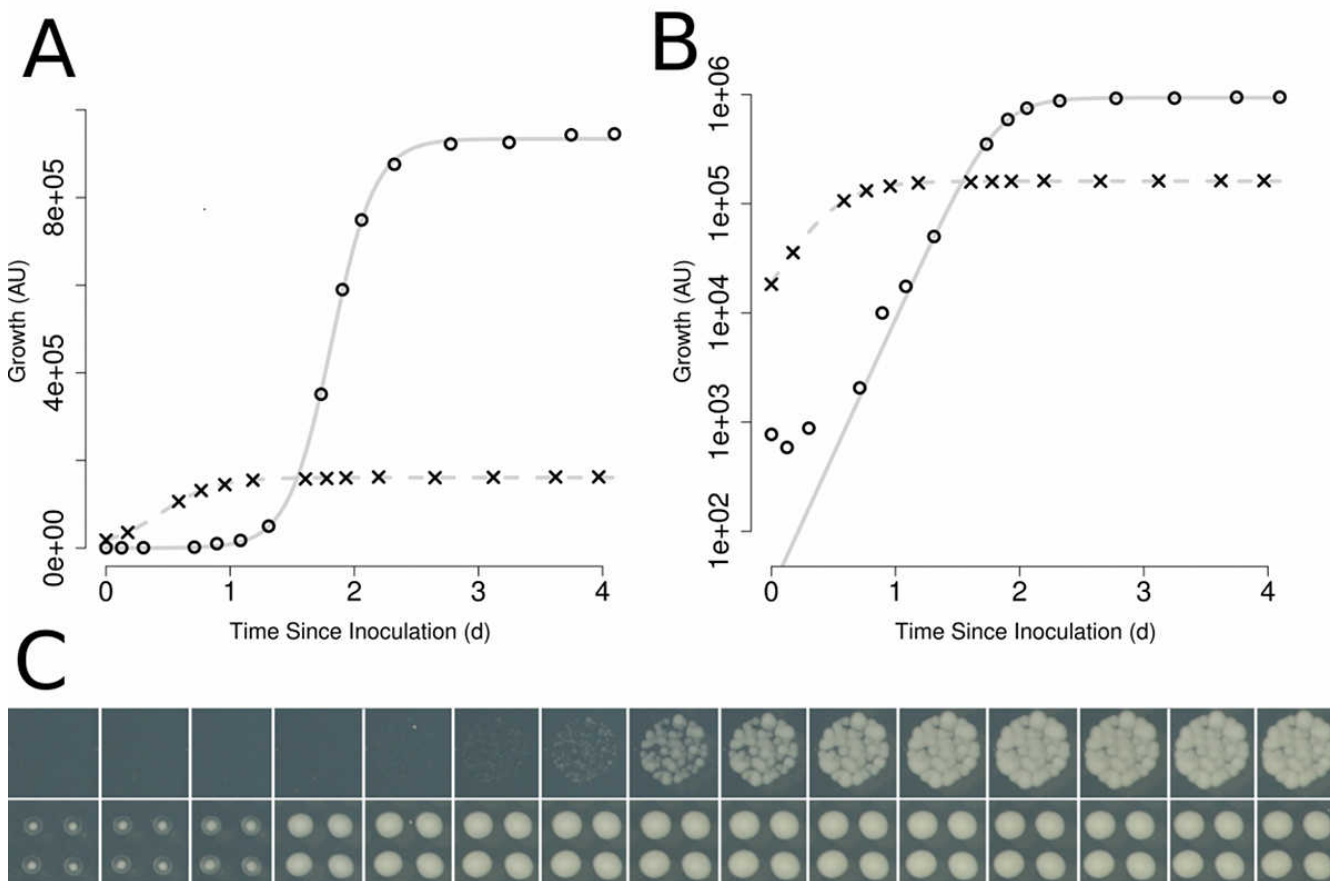 A
B
Growth (AU)
0e+00
4e+05
8e+05
0
1
2
3
4
Time Since Inoculation (d)
Growth (AU)
1e+02
1e+03
1e+04
1e+05
1e+06
0
1
2
3
4
Time Since Inoculation (d)
C